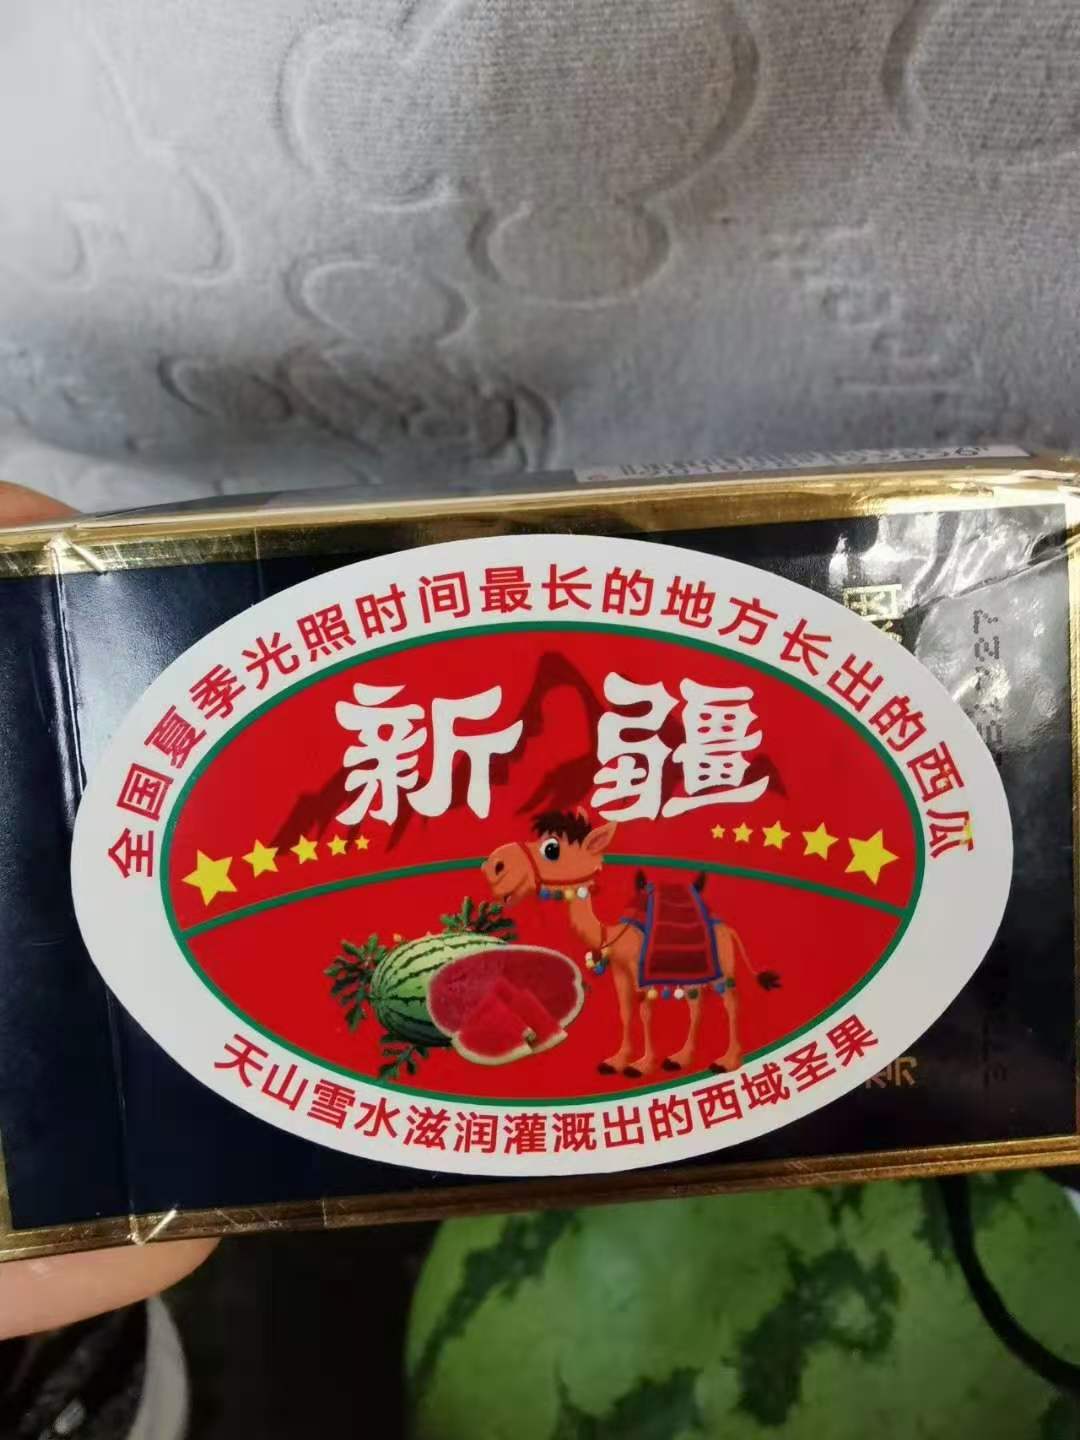 全国夏季光照时间最长的地方长出的西瓜
新疆
天山雪水滋润灌溉出的西域圣果